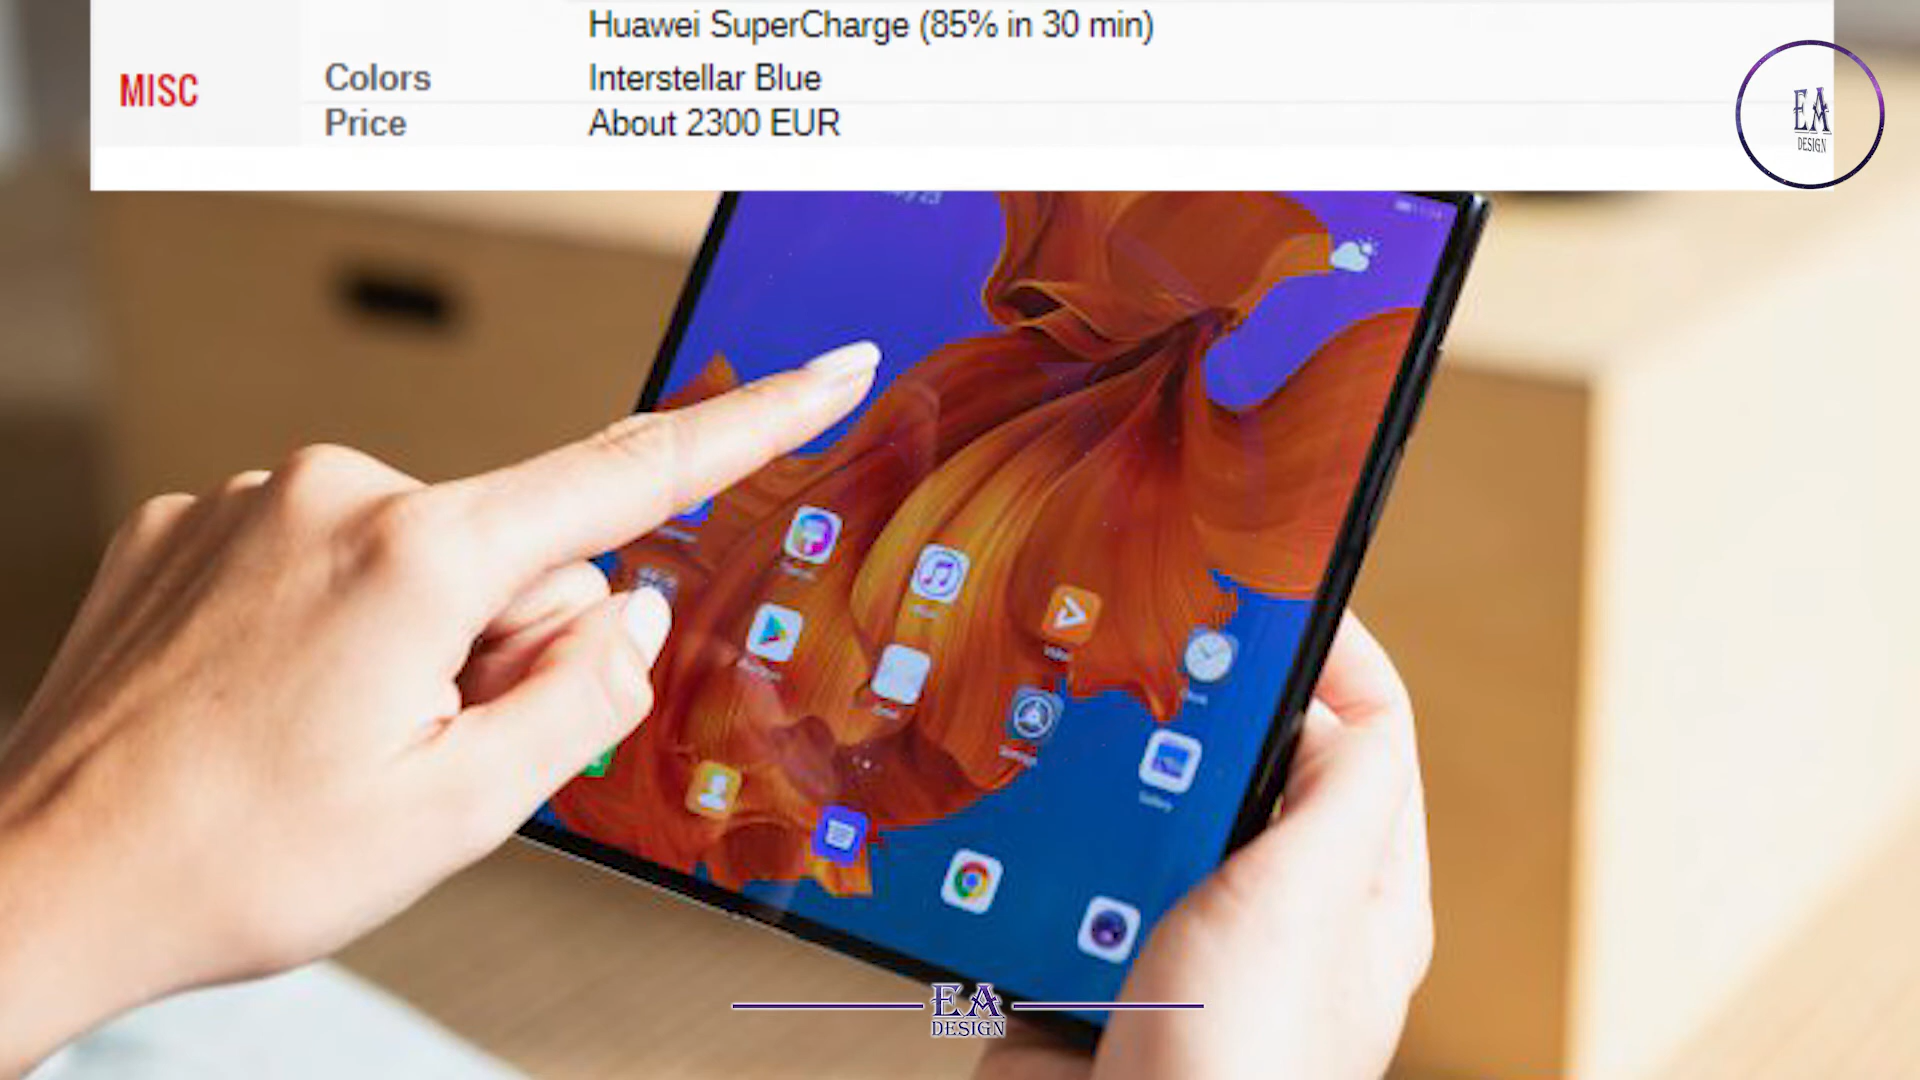 Huawei SuperCharge (85% in 30 min)
MISC
Colors
Interstellar Blue
Price
About 2300 EUR
EA
DESIGN
EA
DESIGN